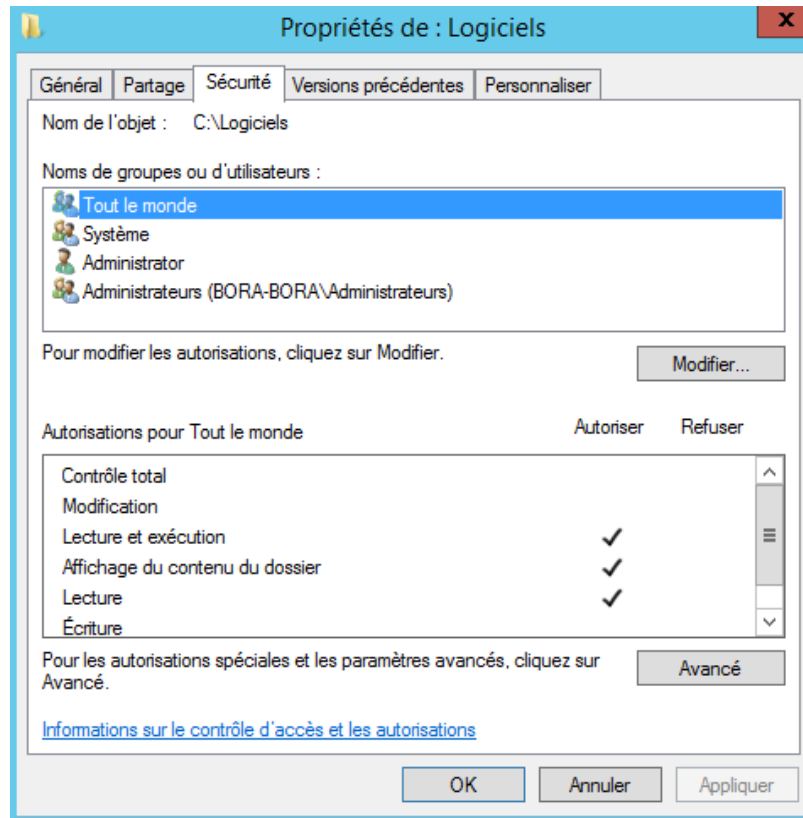 Propriétés de : Logiciels
x
Général Partage Sécurité Versions précédentes Personnaliser
Nom de l'objet : C:\Logiciels
Noms de groupes ou d'utilisateurs :
Tout le monde
Système
Administrator
Administrateurs (BORA-BORA\Administrateurs)
Pour modifier les autorisations, cliquez sur Modifier.
Modifier...
Autorisations pour Tout le monde Autoriser Refuser
Contrôle total
Modification
Lecture et exécution
Affichage du contenu du dossier
Lecture
Écriture
Pour les autorisations spéciales et les paramètres avancés, cliquez sur
Avancé.
Avancé
Informations sur le contrôle d'accès et les autorisations
OK Annuler Appliquer